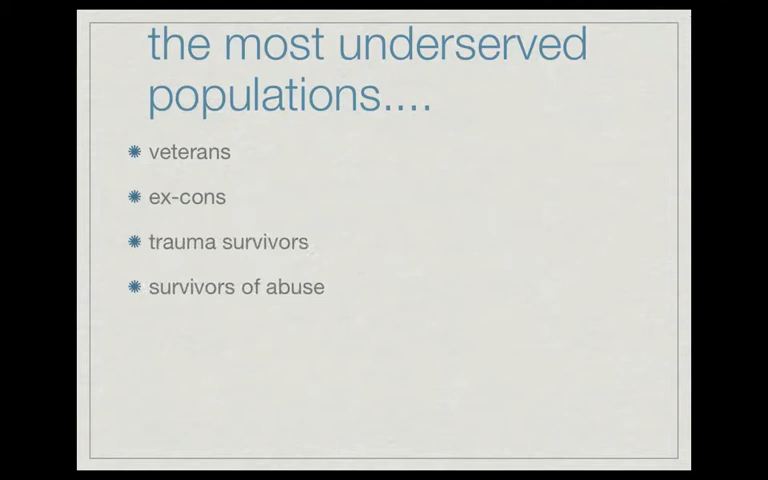 the most underserved
populations....
veterans
ex-cons
trauma survivors
survivors of abuse